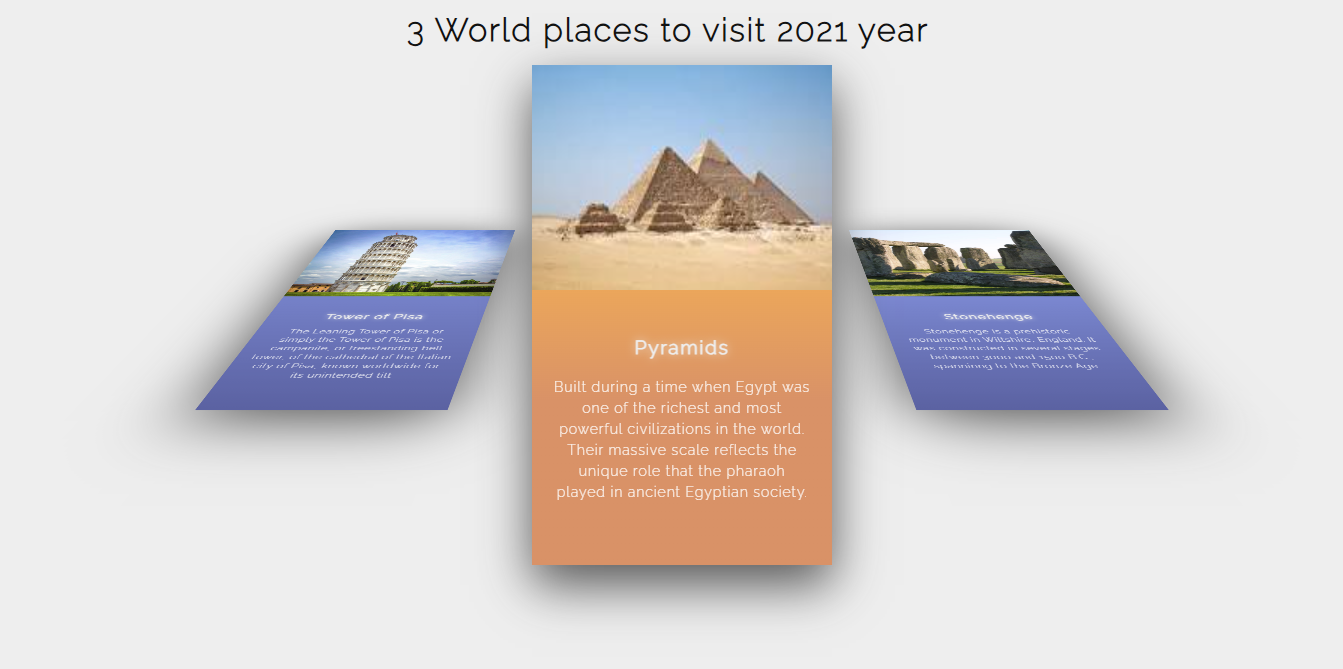 3 World places to visit 2021 year
Tower of Pisa
The Leaning Tower of Pisa or
simply the Tower of Pisa is the
campanile, or freestanding bell
tower, of the cathedral of the Italian
city of Pisa, known worldwide for
its unintended tilt
Pyramids
Built during a time when Egypt was
one of the richest and most
powerful civilizations in the world.
Their massive scale reflects the
unique role that the pharaoh
played in ancient Egyptian society.
Stonehenge
Stonehenge is a prehistoric
monument in Wiltshire, England. It
was constructed in several stages
between 3000 and 1500 B.C.,
spanning to the Bronze Age